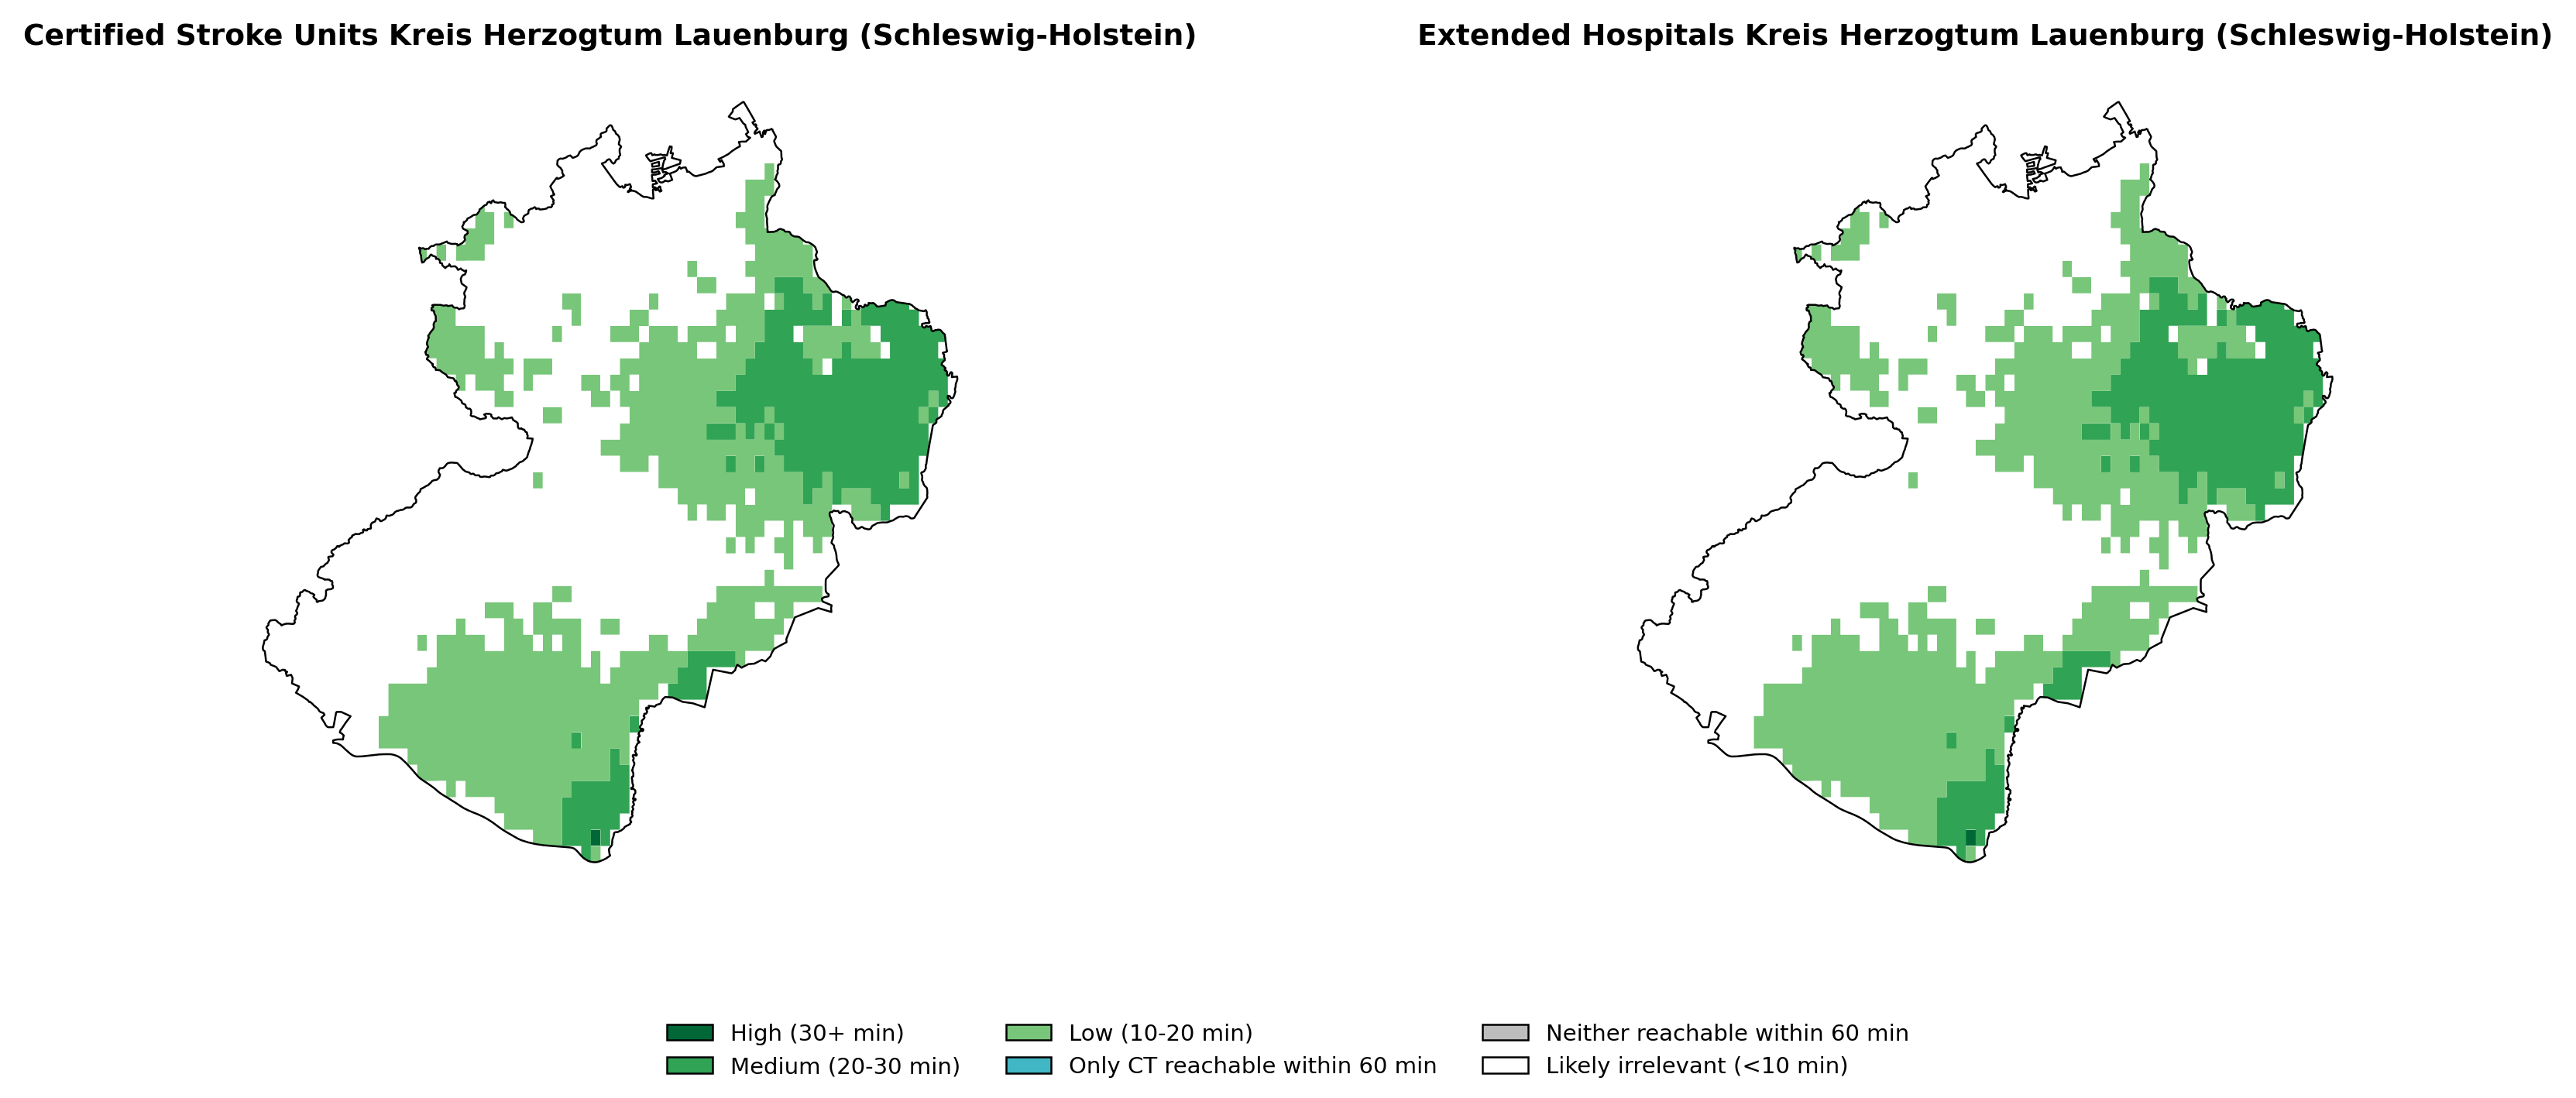 Certified Stroke Units Kreis Herzogtum Lauenburg (Schleswig-Holstein)
Extended Hospitals Kreis Herzogtum Lauenburg (Schleswig-Holstein)
High (30+ min)
Medium (20-30 min)
Low (10-20 min)
Only CT reachable within 60 min
Neither reachable within 60 min
Likely irrelevant (<10 min)